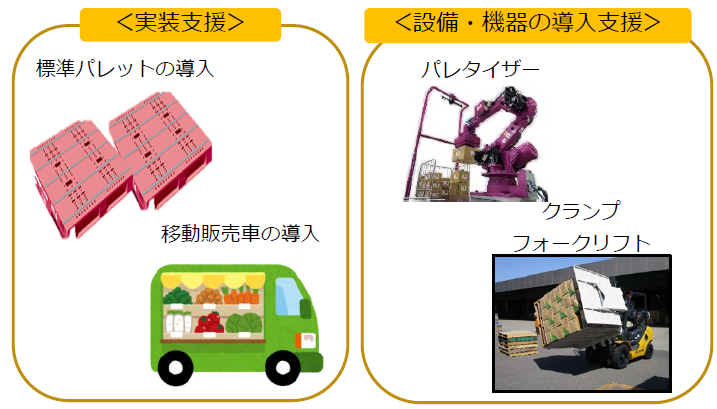 ＜実装支援＞
標準パレットの導入
移動販売車の導入
＜設備・機器の導入支援＞
パレタイザー
クランプ
フォークリフト